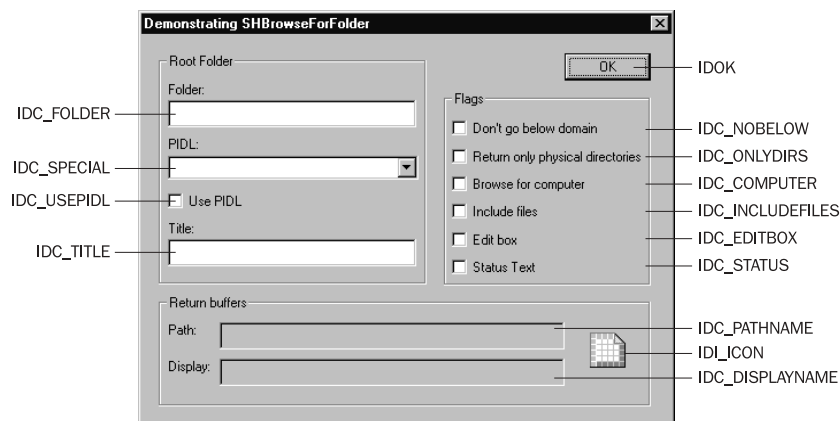 Demonstrating SHBrowseForFolder
Root Folder
OK
IDOK
Folder:
IDC_FOLDER
Flags
Don't go below domain
IDC_NOBELOW
PIDL:
IDC_SPECIAL
Return only physical directories
IDC_ONLYDIRS
Browse for computer
IDC_COMPUTER
IDC_USEPIDL
Use PIDL
Include files
IDC_INCLUDEFILES
Title:
Edit box
IDC_EDITBOX
IDC_TITLE
Status Text
IDC_STATUS
Return buffers
Path:
IDC_PATHNAME
IDI_ICON
Display:
IDC_DISPLAYNAME